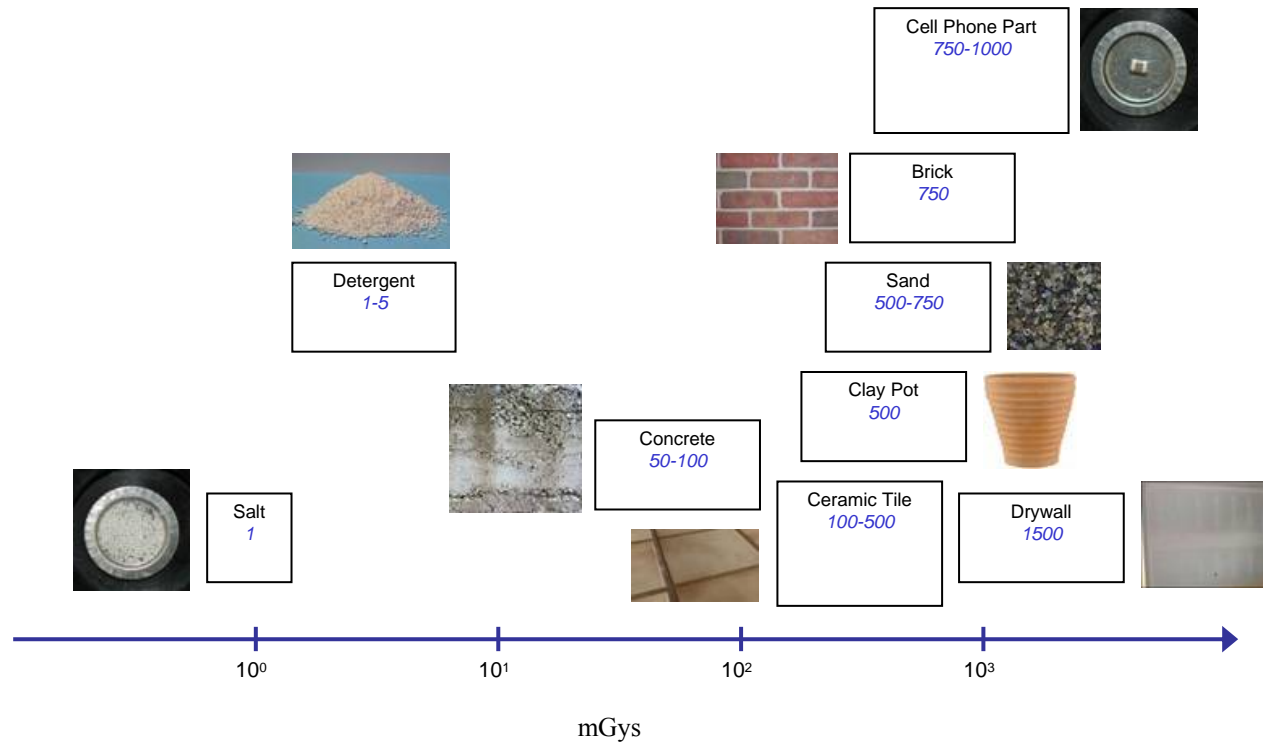 Cell Phone Part
750-1000
Brick
750
Detergent
1-5
Sand
500-750
Clay Pot
500
Concrete
50-100
Salt
1
Ceramic Tile
100-500
Drywall
1500
10⁰
10¹
10²
10³
mGys